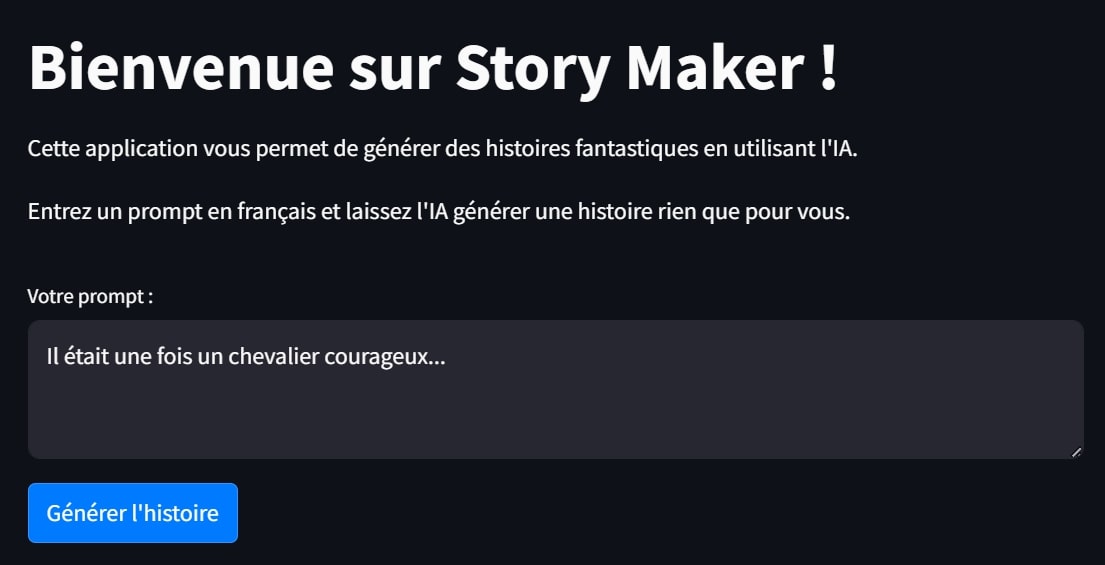 Bienvenue sur Story Maker !
Cette application vous permet de générer des histoires fantastiques en utilisant l'IA.
Entrez un prompt en français et laissez l'IA générer une histoire rien que pour vous.
Votre prompt :
Il était une fois un chevalier courageux...
Générer l'histoire